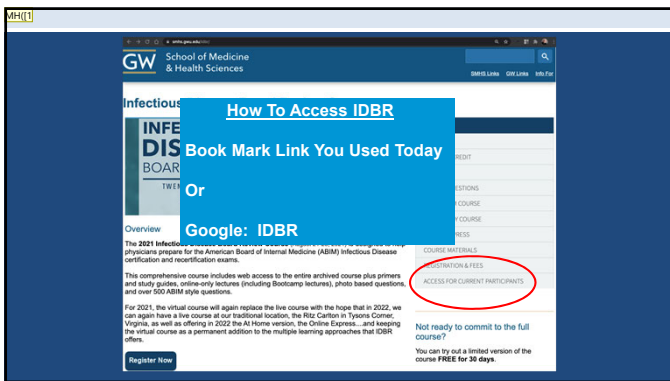 MH([1
smhs.gwu.edu/idbr/
GW
School of Medicine
& Health Sciences
SMHS Links GW Links Info For
Infectious
INFE
DIS
BOAR
TWEN
How To Access IDBR
Book Mark Link You Used Today
Or
Google: IDBR
REDIT
ESTIONS
COURSE
Y COURSE
RESS
COURSE MATERIALS
REGISTRATION & FEES
ACCESS FOR CURRENT PARTICIPANTS
Overview
The 2021 Infectious Disease Board Review Course
physicians prepare for the American Board of Internal Medicine (ABIM) Infectious Disease
certification and recertification exams.
This comprehensive course includes web access to the entire archived course plus primers
and study guides, online-only lectures (including Bootcamp lectures), photo based questions,
and over 500 ABIM style questions.
For 2021, the virtual course will again replace the live course with the hope that in 2022, we
can again have a live course at our traditional location, the Ritz Carlton in Tysons Corner,
Virginia, as well as offering in 2022 the At Home version, the Online Express....and keeping
the virtual course as a permanent addition to the multiple learning approaches that IDBR
offers.
Register Now
Not ready to commit to the full
course?
You can try out a limited version of the
course FREE for 30 days.